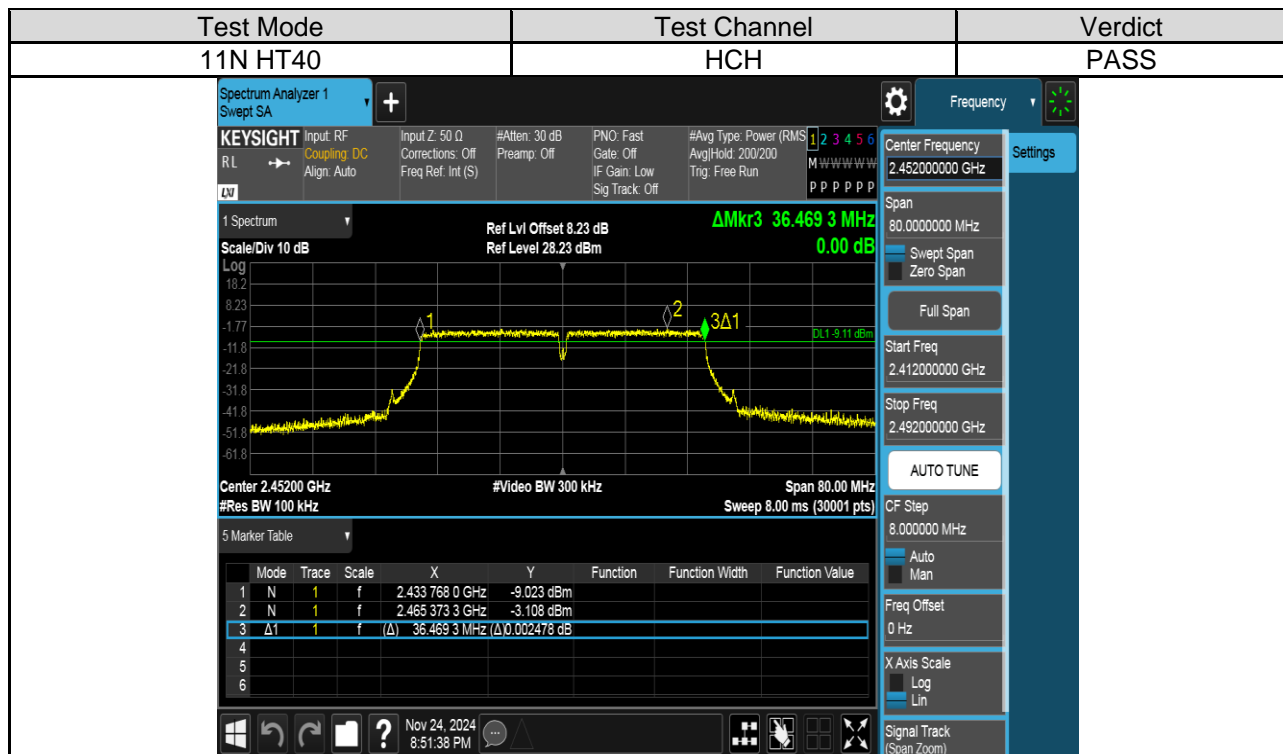 Test Mode Test Channel Verdict
11N HT40 HCH PASS
Spectrum Analyzer 1
Swept SA
+
Frequency
KEYSIGHT Input: RF Input Z: 50 Ω #Atten: 30 dB PNO: Fast #Avg Type: Power (RMS 1 2 3 4 5 6
RL Coupling: DC Corrections: Off Preamp: Off Gate: Off Avg|Hold: 200/200 M W W W W W
Align: Auto Freq Ref: Int (S) IF Gain: Low Trig: Free Run
LXI Sig Track: Off P P P P P P
1 Spectrum
Ref Lvl Offset 8.23 dB ΔMkr3 36.469 3 MHz
Scale/Div 10 dB Ref Level 28.23 dBm 0.00 dB
Log
18.2
8.23
-1.77
-11.8
-21.8
-31.8
-41.8
-51.8
-61.8
1
2
3Δ1
DL1 -9.11 dBm
Center 2.45200 GHz #Video BW 300 kHz Span 80.00 MHz
#Res BW 100 kHz Sweep 8.00 ms (30001 pts)
5 Marker Table
Mode Trace Scale X Y Function Function Width Function Value
1 N 1 f 2.433 768 0 GHz -9.023 dBm
2 N 1 f 2.465 373 3 GHz -3.108 dBm
3 Δ1 1 f (Δ) 36.469 3 MHz (Δ)0.002478 dB
4
5
6
Nov 24, 2024
8:51:38 PM
?
Center Frequency
2.452000000 GHz
Settings
Span
80.0000000 MHz
Swept Span
Zero Span
Full Span
Start Freq
2.412000000 GHz
Stop Freq
2.492000000 GHz
AUTO TUNE
CF Step
8.000000 MHz
Auto
Man
Freq Offset
0 Hz
X Axis Scale
Log
Lin
Signal Track
(Span Zoom)